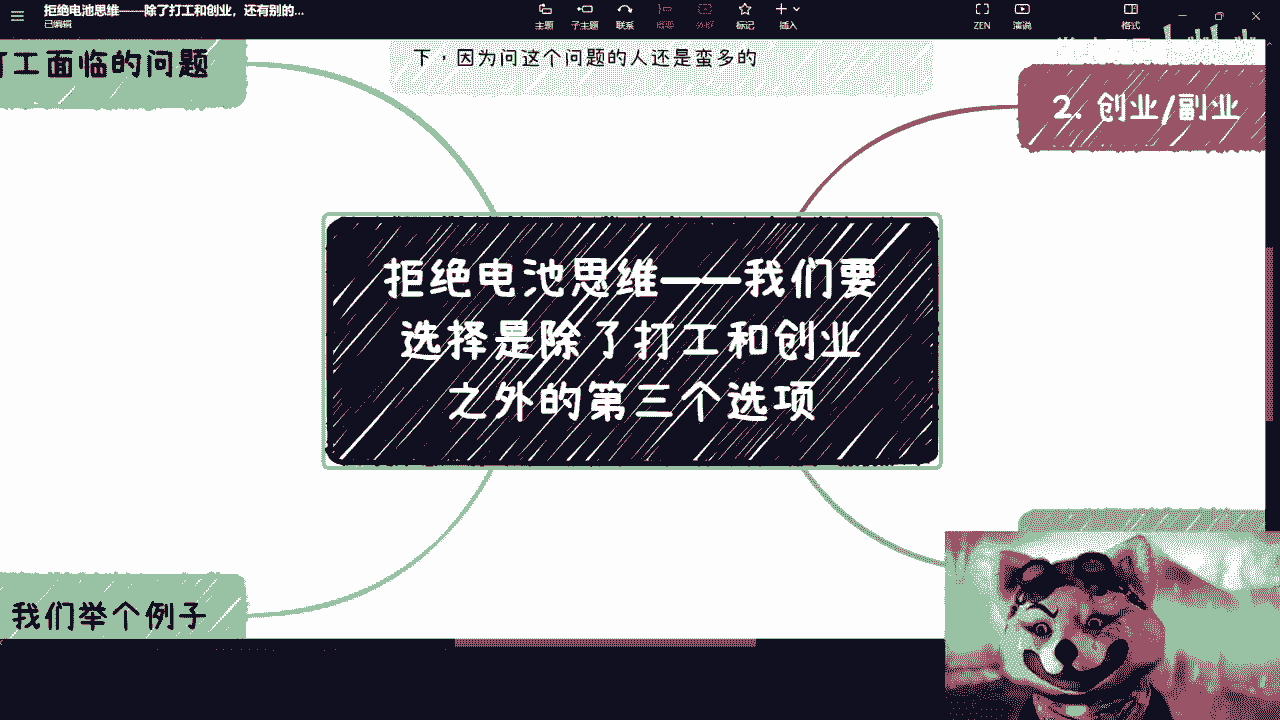 拒绝电池思维——除了打工和创业，还有别的...
已编辑
主题
子主题
联系
概要
外框
标记
插入
ZEN
演说
格式
打工面临的问题
下，因为问这个问题的人还是蛮多的
2. 创业/副业
拒绝电池思维——我们要
选择是除了打工和创业
之外的第三个选项
我们举个例子